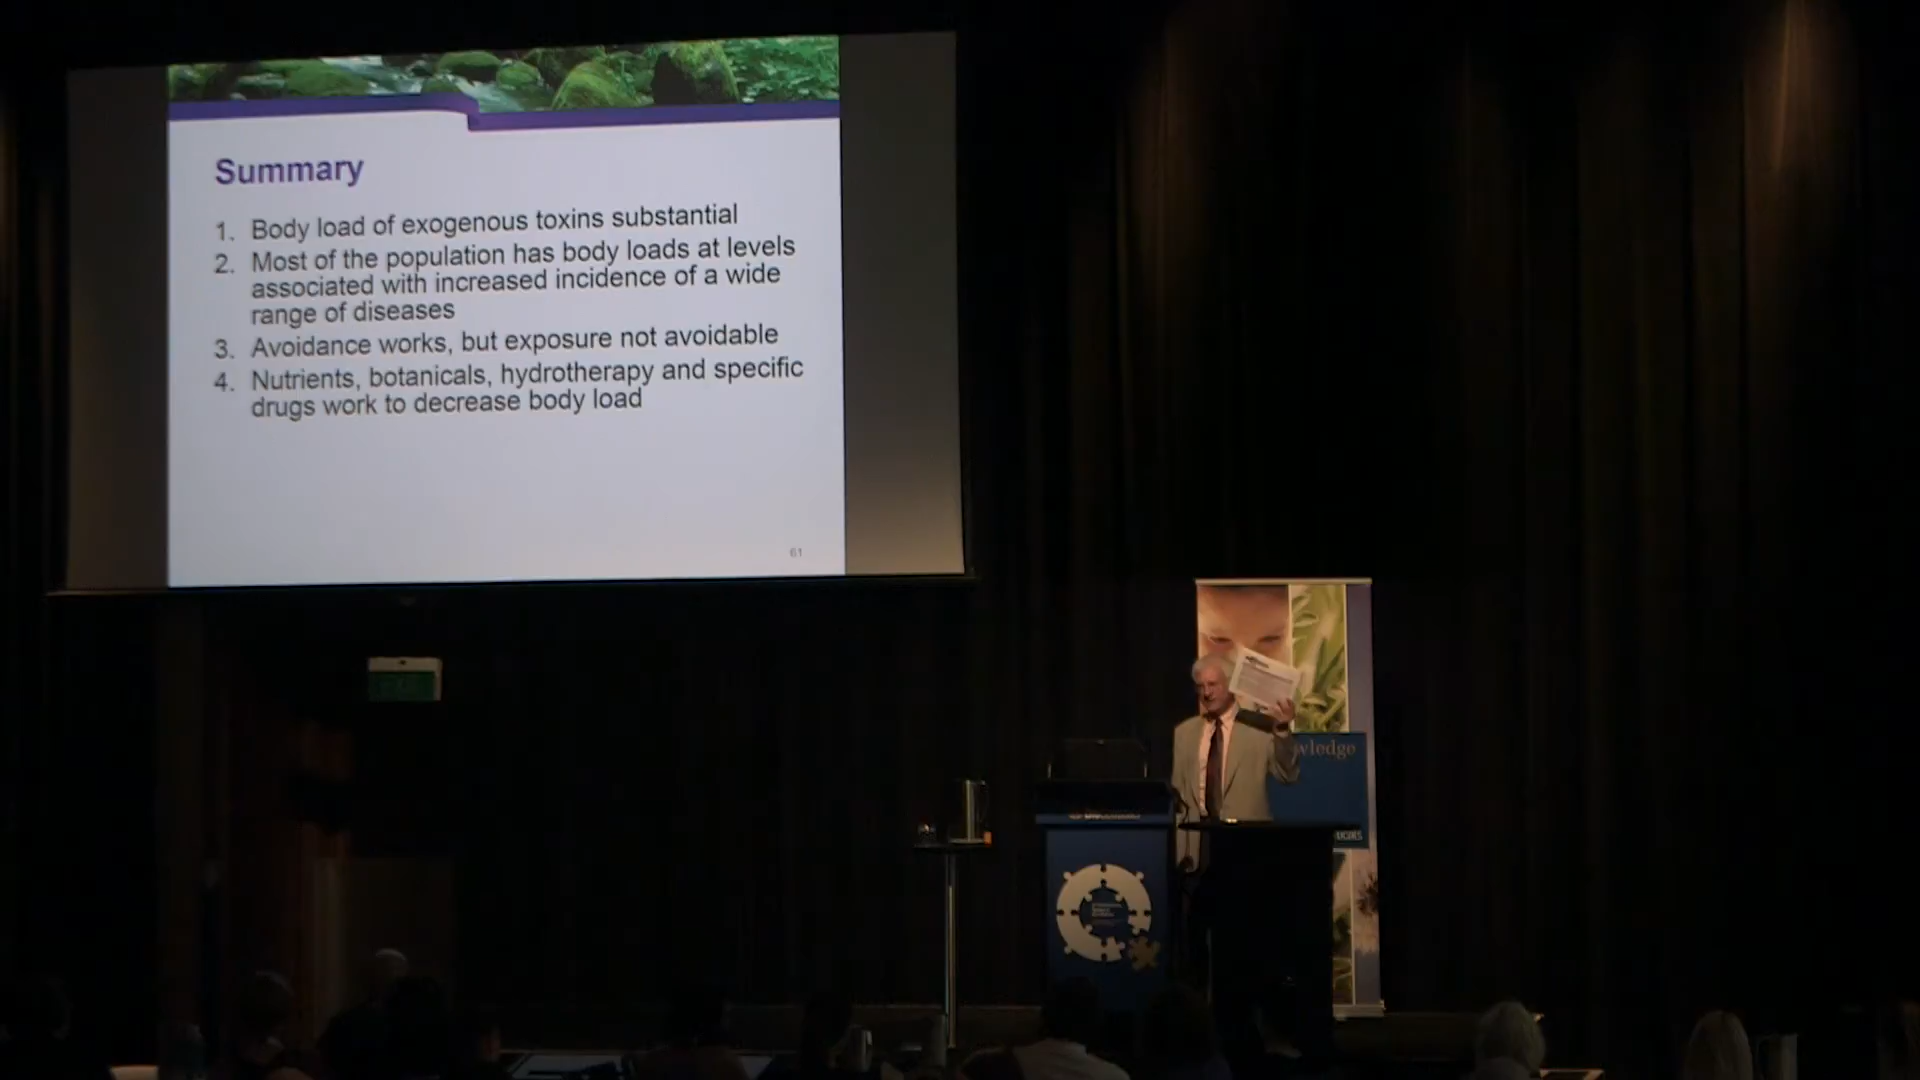 Summary
1. Body load of exogenous toxins substantial
2. Most of the population has body loads at levels
associated with increased incidence of a wide
range of diseases
3. Avoidance works, but exposure not avoidable
4. Nutrients, botanicals, hydrotherapy and specific
drugs work to decrease body load
61
wledge